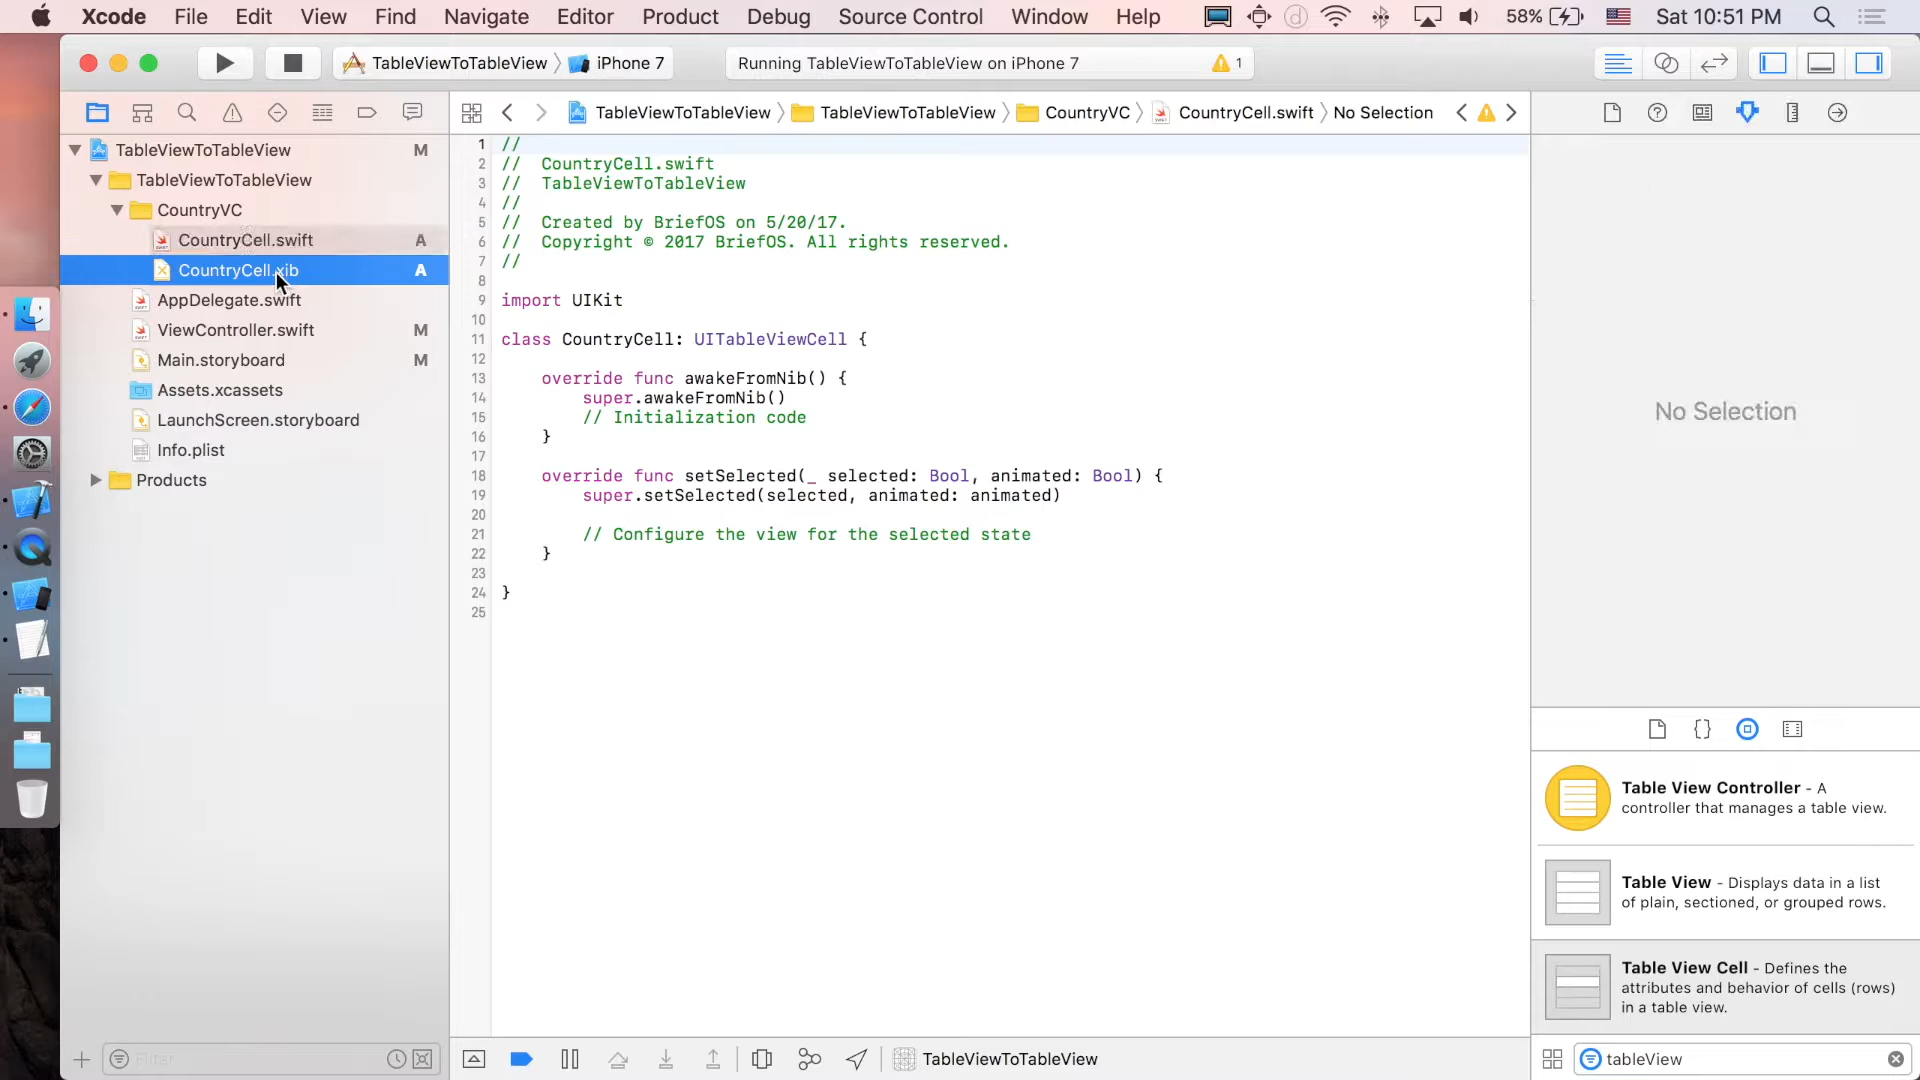 Xcode File Edit View Find Navigate Editor Product Debug Source Control Window Help 58% Sat 10:51 PM
TableViewToTableView iPhone 7
Running TableViewToTableView on iPhone 7 1
TableViewToTableView TableViewToTableView CountryVC CountryCell.swift No Selection
TableViewToTableView M
TableViewToTableView
CountryVC
CountryCell.swift A
CountryCell.xib A
AppDelegate.swift
ViewController.swift M
Main.storyboard M
Assets.xcassets
LaunchScreen.storyboard
Info.plist
Products
Filter
1 //
2 //  CountryCell.swift
3 //  TableViewToTableView
4 //
5 //  Created by BriefOS on 5/20/17.
6 //  Copyright © 2017 BriefOS. All rights reserved.
7 //
8
9 import UIKit
10
11 class CountryCell: UITableViewCell {
12
13     override func awakeFromNib() {
14         super.awakeFromNib()
15         // Initialization code
16     }
17
18     override func setSelected(_ selected: Bool, animated: Bool) {
19         super.setSelected(selected, animated: animated)
20
21         // Configure the view for the selected state
22     }
23
24 }
25
TableViewToTableView
No Selection
Table View Controller - A
controller that manages a table view.
Table View - Displays data in a list
of plain, sectioned, or grouped rows.
Table View Cell - Defines the
attributes and behavior of cells (rows)
in a table view.
tableView